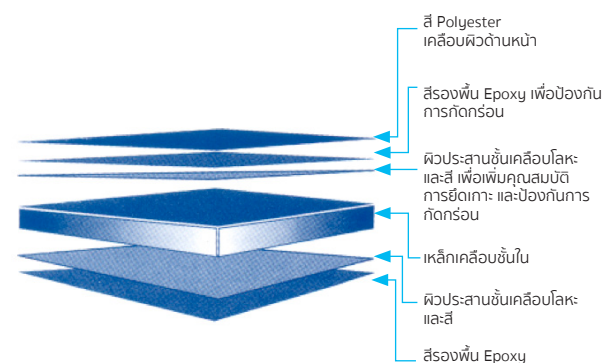 สี Polyester
เคลือบผิวด้านหน้า
สีรองพื้น Epoxy เพื่อป้องกัน
การกัดกร่อน
ผิวประสานชั้นเคลือบโลหะ
และสี เพื่อเพิ่มคุณสมบัติ
การยึดเกาะ และป้องกันการ
กัดกร่อน
เหล็กเคลือบชั้นใน
ผิวประสานชั้นเคลือบโลหะ
และสี
สีรองพื้น Epoxy